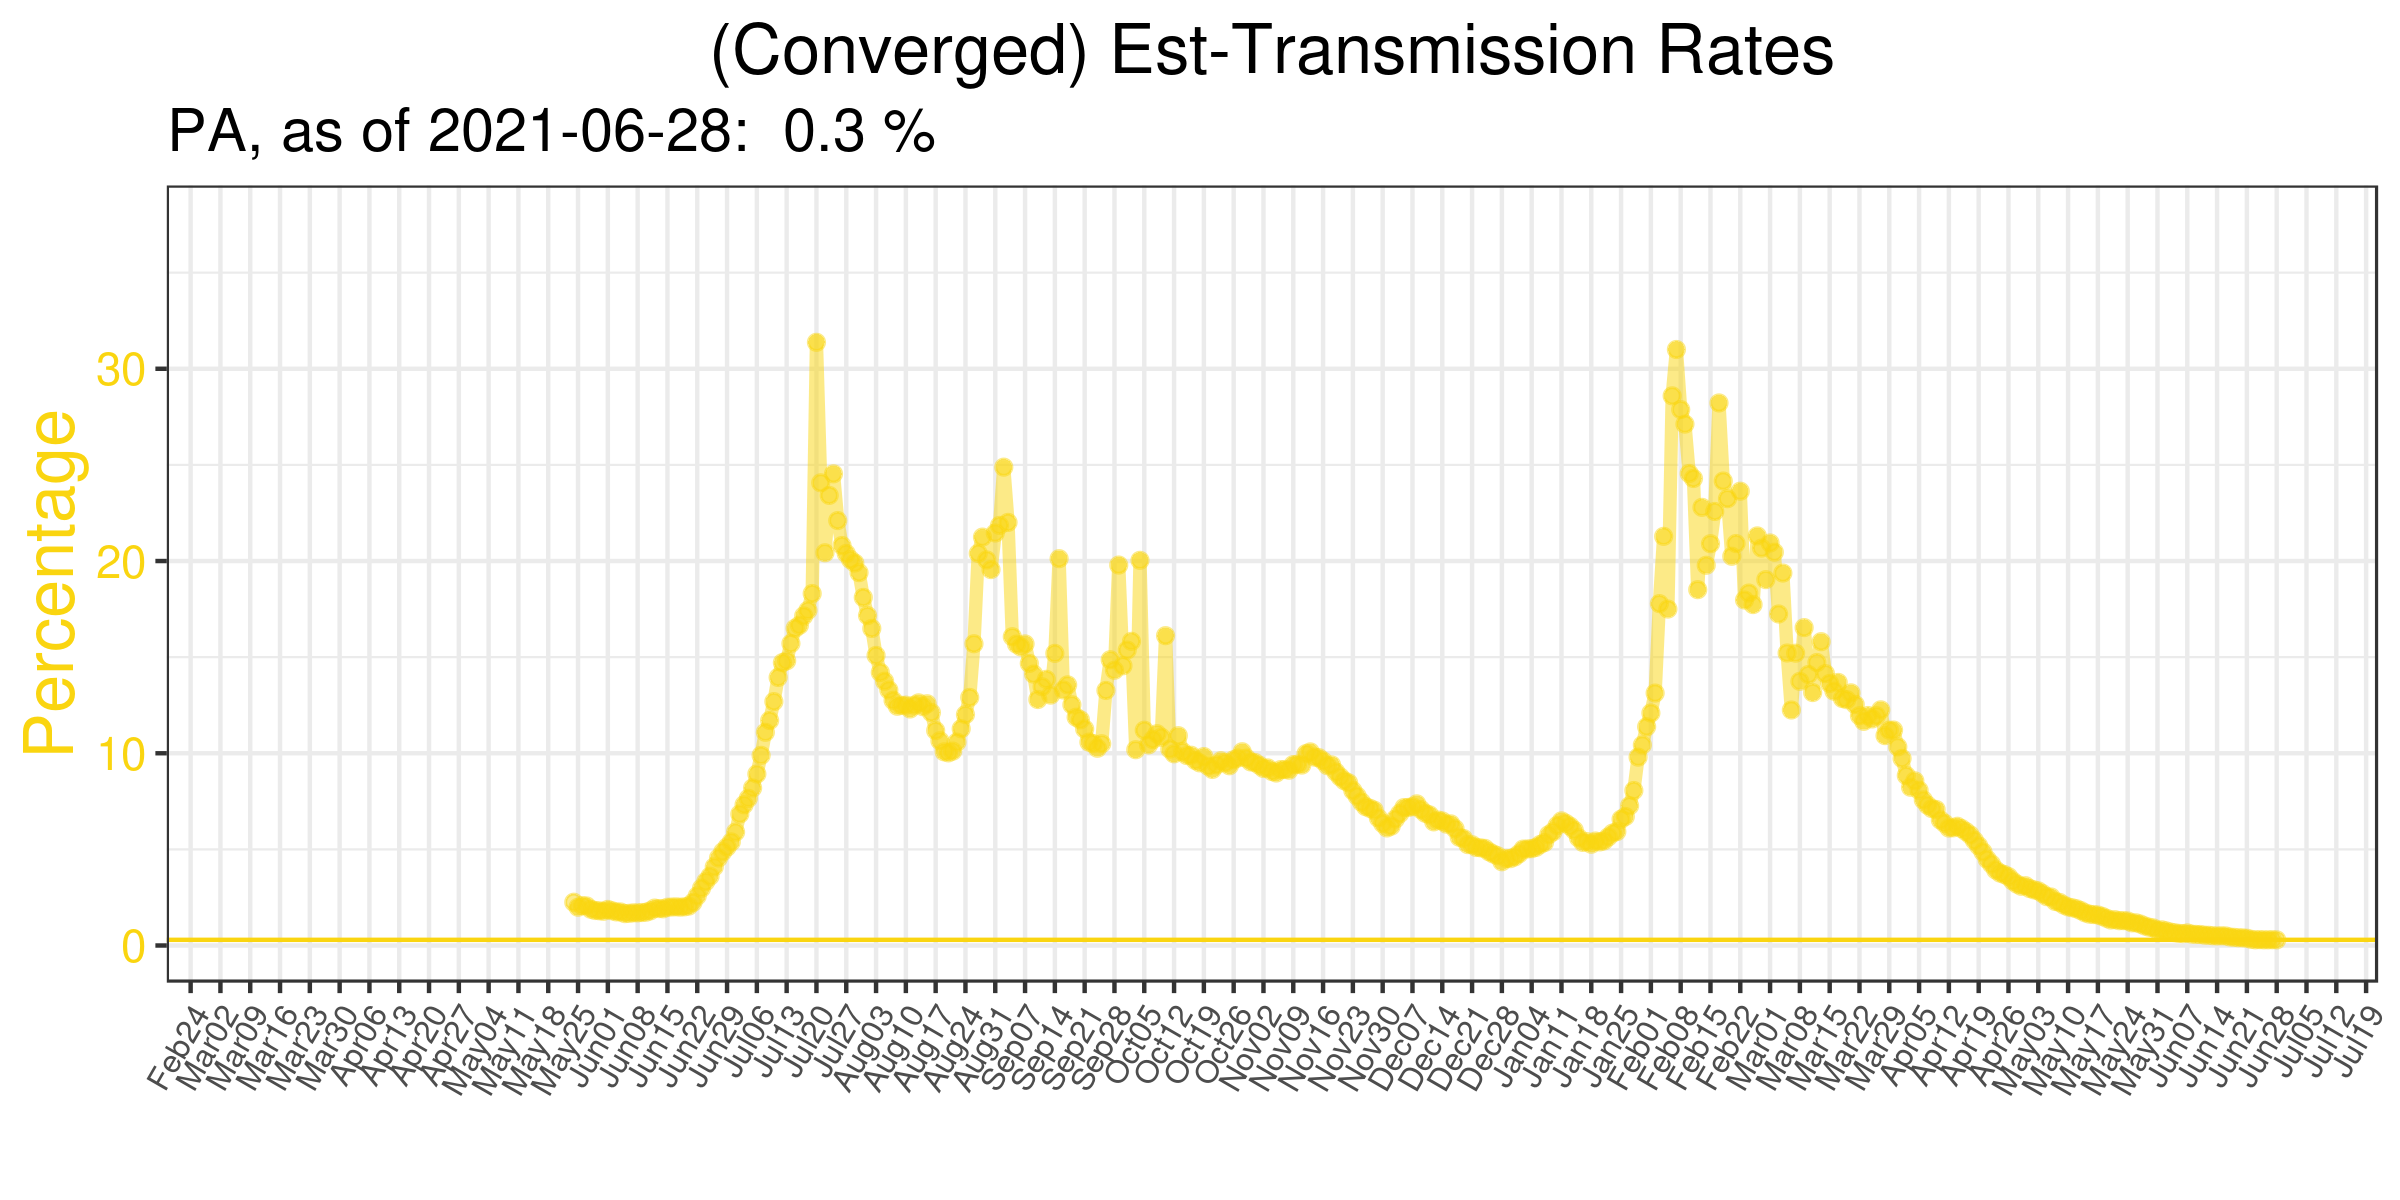 (Converged) Est-Transmission Rates
PA, as of 2021-06-28:  0.3 %
Percentage
30
20
10
0
Feb24
Mar02
Mar09
Mar16
Mar23
Mar30
Apr06
Apr13
Apr20
Apr27
May04
May11
May18
May25
Jun01
Jun08
Jun15
Jun22
Jun29
Jul06
Jul13
Jul20
Jul27
Aug03
Aug10
Aug17
Aug24
Aug31
Sep07
Sep14
Sep21
Sep28
Oct05
Oct12
Oct19
Oct26
Nov02
Nov09
Nov16
Nov23
Nov30
Dec07
Dec14
Dec21
Dec28
Jan04
Jan11
Jan18
Jan25
Feb01
Feb08
Feb15
Feb22
Mar01
Mar08
Mar15
Mar22
Mar29
Apr05
Apr12
Apr19
Apr26
May03
May10
May17
May24
May31
Jun07
Jun14
Jun21
Jun28
Jul05
Jul12
Jul19